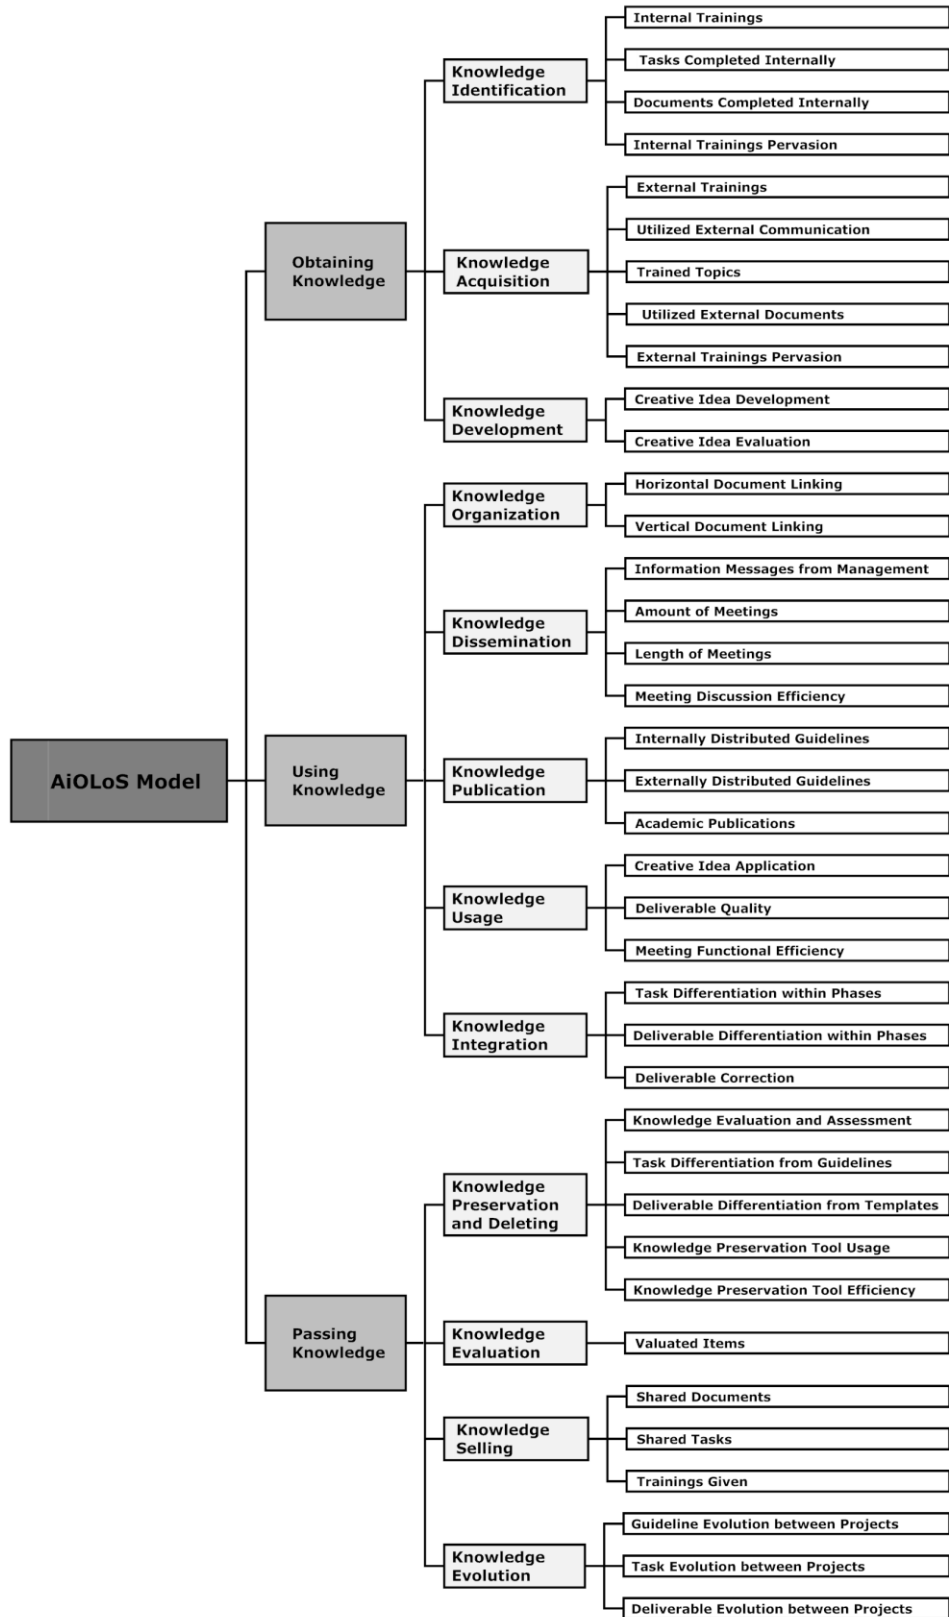 AiOLoS Model
Obtaining
Knowledge
Knowledge
Identification
Internal Trainings
Tasks Completed Internally
Documents Completed Internally
Internal Trainings Pervasion
Knowledge
Acquisition
External Trainings
Utilized External Communication
Trained Topics
Utilized External Documents
External Trainings Pervasion
Knowledge
Development
Creative Idea Development
Creative Idea Evaluation
Using
Knowledge
Knowledge
Organization
Horizontal Document Linking
Vertical Document Linking
Knowledge
Dissemination
Information Messages from Management
Amount of Meetings
Length of Meetings
Meeting Discussion Efficiency
Knowledge
Publication
Internally Distributed Guidelines
Externally Distributed Guidelines
Academic Publications
Knowledge
Usage
Creative Idea Application
Deliverable Quality
Meeting Functional Efficiency
Knowledge
Integration
Task Differentiation within Phases
Deliverable Differentiation within Phases
Deliverable Correction
Passing
Knowledge
Knowledge
Preservation
and Deleting
Knowledge Evaluation and Assessment
Task Differentiation from Guidelines
Deliverable Differentiation from Templates
Knowledge Preservation Tool Usage
Knowledge Preservation Tool Efficiency
Knowledge
Evaluation
Valuated Items
Knowledge
Selling
Shared Documents
Shared Tasks
Trainings Given
Knowledge
Evolution
Guideline Evolution between Projects
Task Evolution between Projects
Deliverable Evolution between Projects